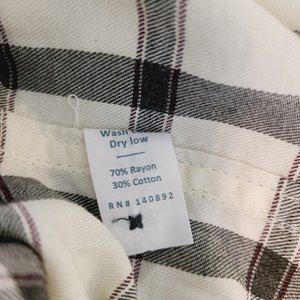 Wash
Dry low
70% Rayon
30% Cotton
RN# 140892